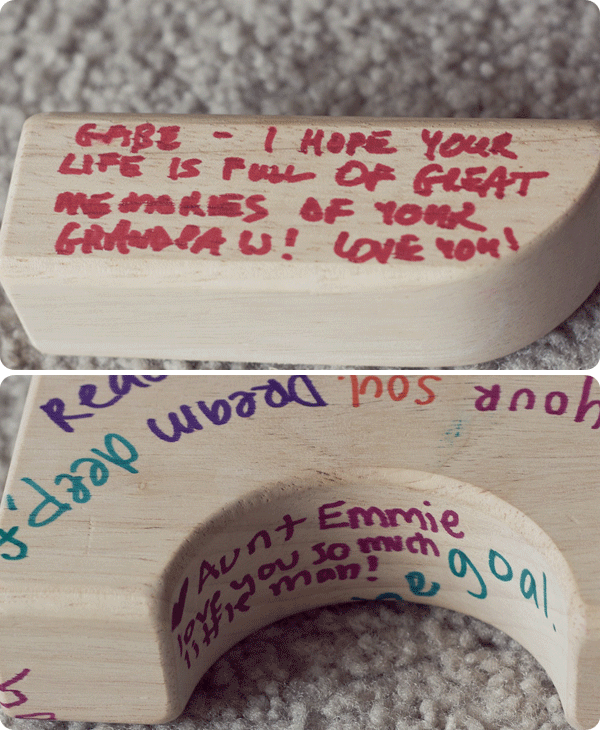 GABE - I HOPE YOUR
LIFE IS FULL OF GREAT
MEMORIES OF YOUR
GRANDPA W! LOVE YOU!
Dream
soul.
your
♥ Aunt Emmie
love you so much
little man!
goal.